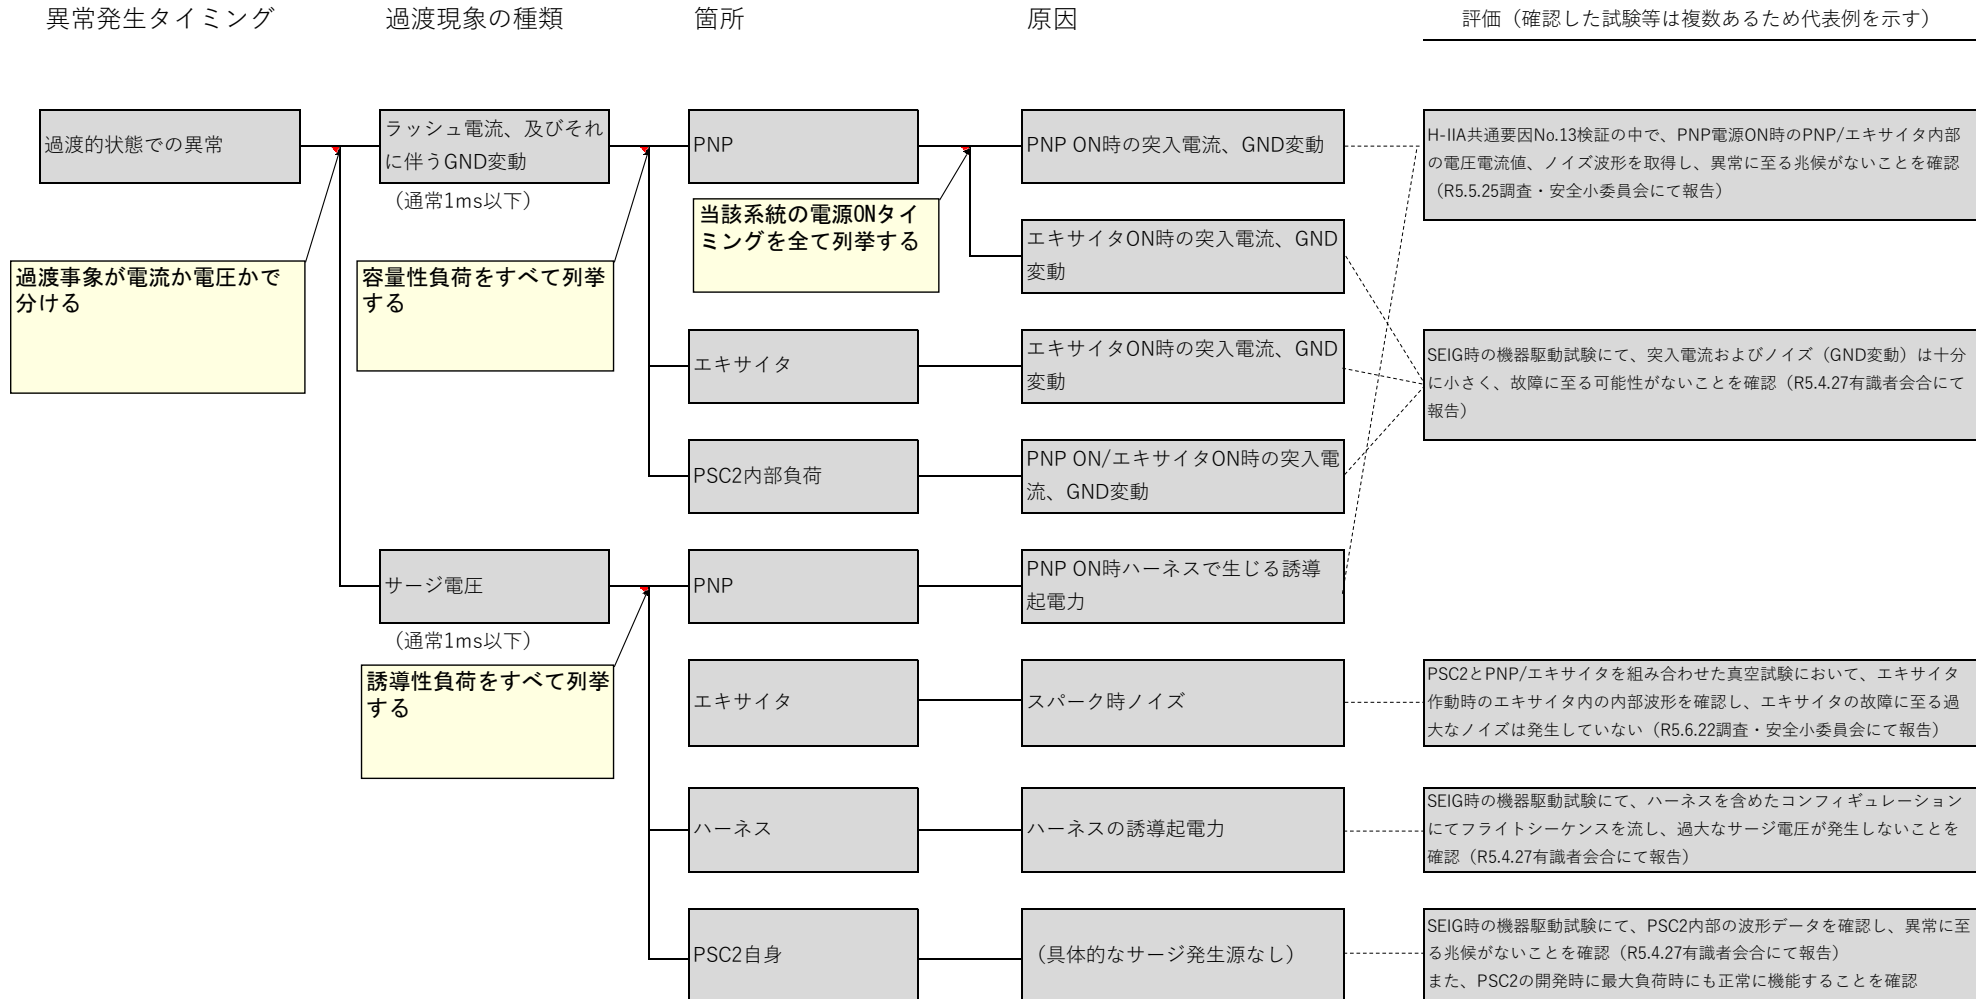 異常発生タイミング
過渡現象の種類
箇所
原因
評価（確認した試験等は複数あるため代表例を示す）
過渡的状態での異常
ラッシュ電流、及びそれ
に伴うGND変動
（通常1ms以下）
PNP
PNP ON時の突入電流、GND変動
H-IIA共通要因No.13検証の中で、PNP電源ON時のPNP/エキサイタ内部
の電圧電流値、ノイズ波形を取得し、異常に至る兆候がないことを確認
（R5.5.25調査・安全小委員会にて報告）
過渡事象が電流か電圧かで
分ける
容量性負荷をすべて列挙
する
当該系統の電源ONタイ
ミングを全て列挙する
エキサイタON時の突入電流、GND
変動
エキサイタ
エキサイタON時の突入電流、GND
変動
SEIG時の機器駆動試験にて、突入電流およびノイズ（GND変動）は十分
に小さく、故障に至る可能性がないことを確認（R5.4.27有識者会合にて
報告）
PSC2内部負荷
PNP ON/エキサイタON時の突入電
流、GND変動
サージ電圧
（通常1ms以下）
PNP
PNP ON時ハーネスで生じる誘導
起電力
誘導性負荷をすべて列挙
する
エキサイタ
スパーク時ノイズ
PSC2とPNP/エキサイタを組み合わせた真空試験において、エキサイタ
作動時のエキサイタ内の内部波形を確認し、エキサイタの故障に至る過
大なノイズは発生していない（R5.6.22調査・安全小委員会にて報告）
ハーネス
ハーネスの誘導起電力
SEIG時の機器駆動試験にて、ハーネスを含めたコンフィギュレーション
にてフライトシーケンスを流し、過大なサージ電圧が発生しないことを
確認（R5.4.27有識者会合にて報告）
PSC2自身
（具体的なサージ発生源なし）
SEIG時の機器駆動試験にて、PSC2内部の波形データを確認し、異常に至
る兆候がないことを確認（R5.4.27有識者会合にて報告）
また、PSC2の開発時に最大負荷時にも正常に機能することを確認